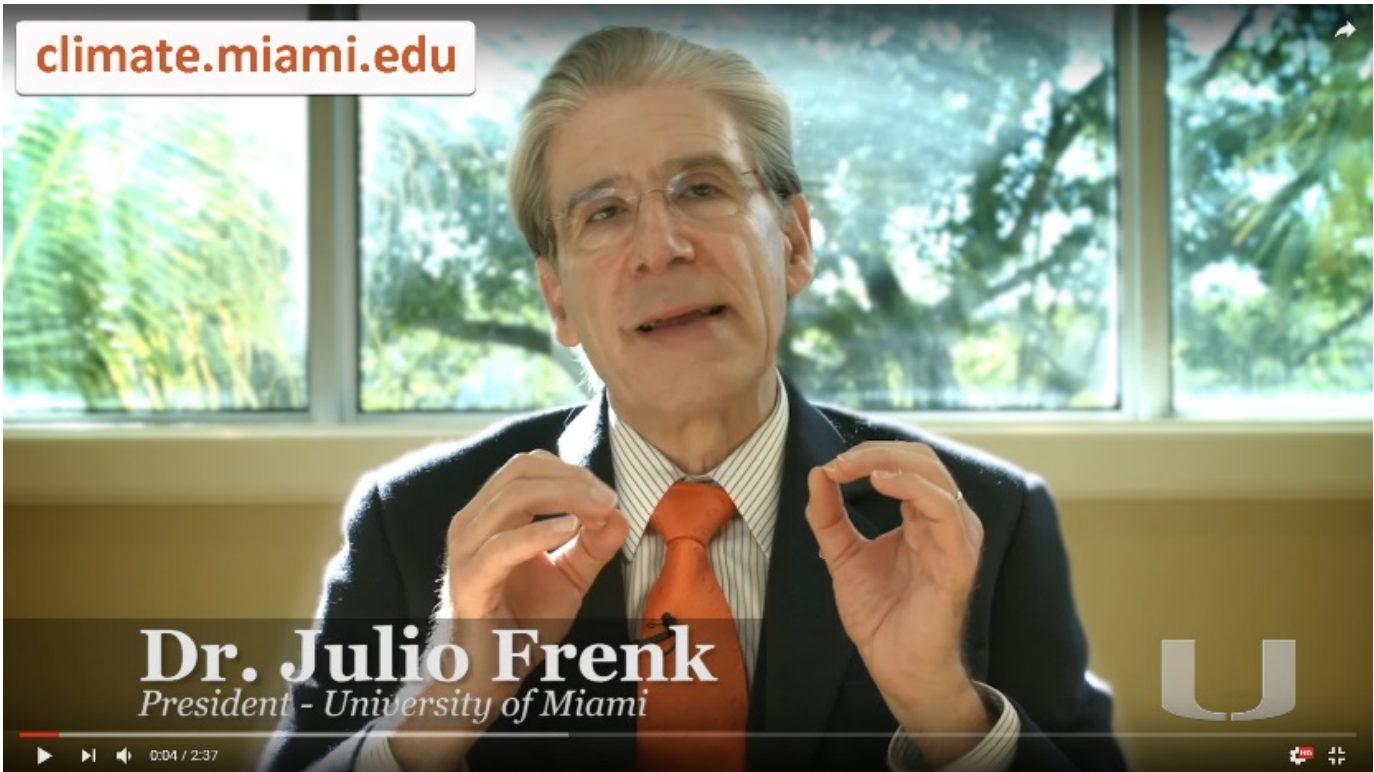 climate.miami.edu
Dr. Julio Frenk
President - University of Miami
U
0:04 / 2:37